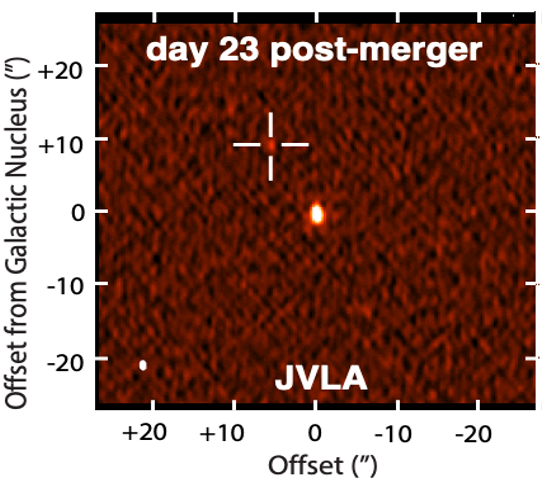 day 23 post-merger
Offset from Galactic Nucleus (″)
+20
+10
0
-10
-20
JVLA
+20 +10 0 -10 -20
Offset (″)